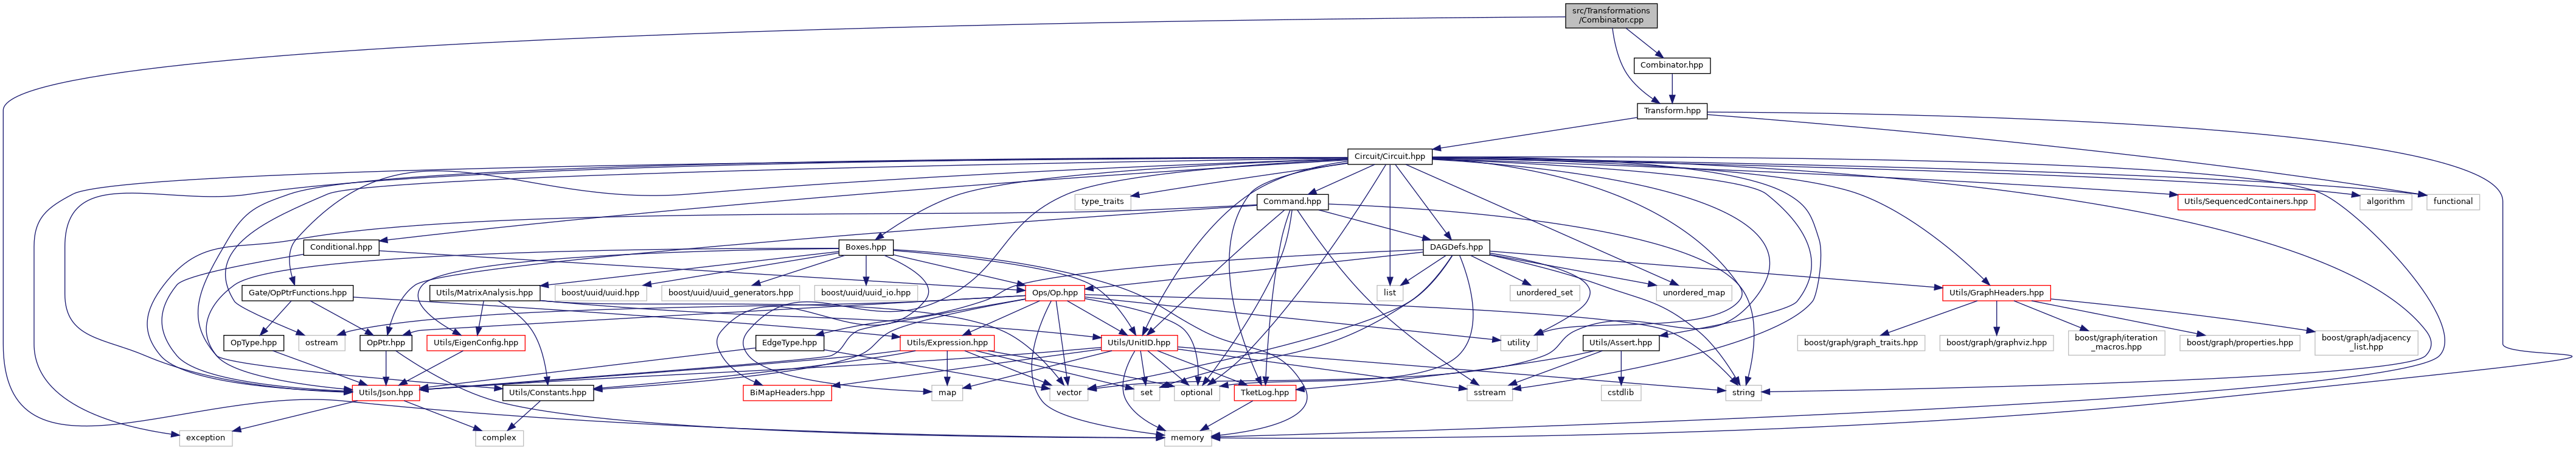 src/Transformations
/Combinator.cpp
Combinator.hpp
Transform.hpp
Circuit/Circuit.hpp
type_traits
Command.hpp
Utils/SequencedContainers.hpp
algorithm
functional
Conditional.hpp
Boxes.hpp
DAGDefs.hpp
Gate/OpPtrFunctions.hpp
Utils/MatrixAnalysis.hpp
boost/uuid/uuid.hpp
boost/uuid/uuid_generators.hpp
boost/uuid/uuid_io.hpp
Ops/Op.hpp
list
unordered_set
unordered_map
Utils/GraphHeaders.hpp
OpType.hpp
ostream
OpPtr.hpp
Utils/EigenConfig.hpp
EdgeType.hpp
Utils/Expression.hpp
Utils/UnitID.hpp
utility
Utils/Assert.hpp
boost/graph/graph_traits.hpp
boost/graph/graphviz.hpp
boost/graph/iteration
_macros.hpp
boost/graph/properties.hpp
boost/graph/adjacency
_list.hpp
Utils/Json.hpp
Utils/Constants.hpp
BiMapHeaders.hpp
map
vector
set
optional
TketLog.hpp
sstream
cstdlib
string
exception
complex
memory